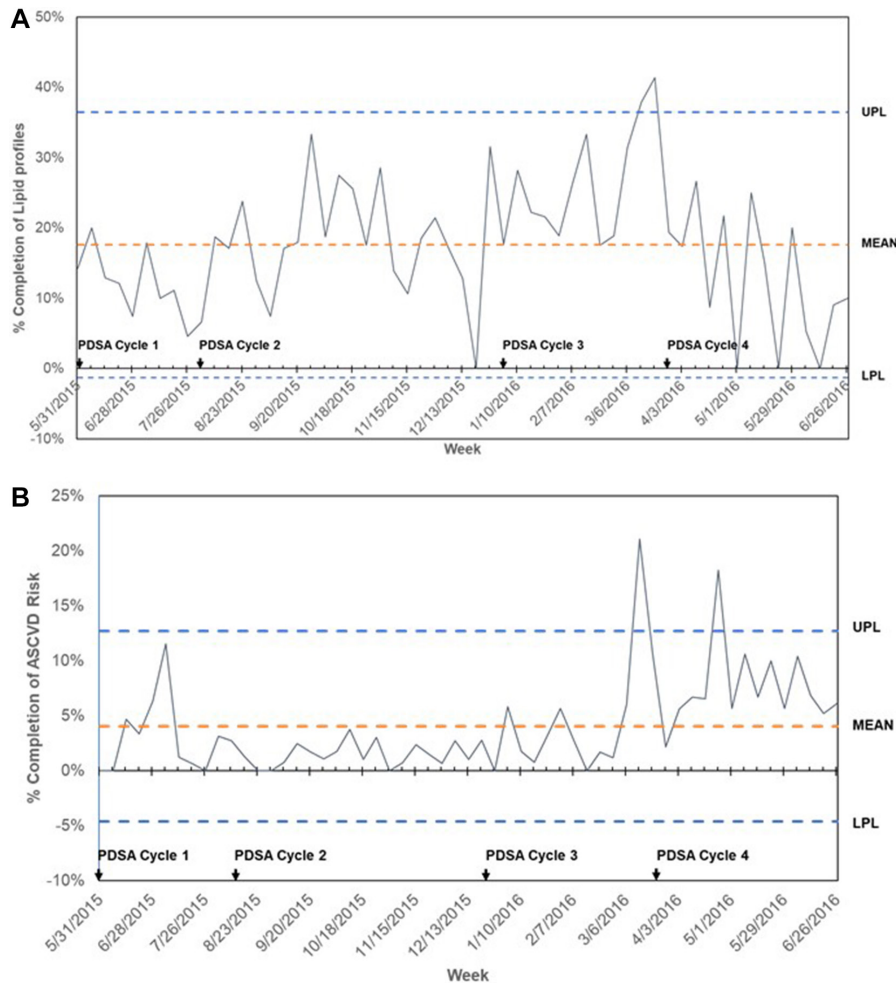 A
50%
40%
30%
20%
10%
0%
-10%
% Completion of Lipid profiles
UPL
MEAN
LPL
PDSA Cycle 1
PDSA Cycle 2
PDSA Cycle 3
PDSA Cycle 4
5/31/2015
6/28/2015
7/26/2015
8/23/2015
9/20/2015
10/18/2015
11/15/2015
12/13/2015
1/10/2016
2/7/2016
3/6/2016
4/3/2016
5/1/2016
5/29/2016
6/26/2016
Week
B
25%
20%
15%
10%
5%
0%
-5%
-10%
% Completion of ASCVD Risk
UPL
MEAN
LPL
PDSA Cycle 1
PDSA Cycle 2
PDSA Cycle 3
PDSA Cycle 4
5/31/2015
6/28/2015
7/26/2015
8/23/2015
9/20/2015
10/18/2015
11/15/2015
12/13/2015
1/10/2016
2/7/2016
3/6/2016
4/3/2016
5/1/2016
5/29/2016
6/26/2016
Week